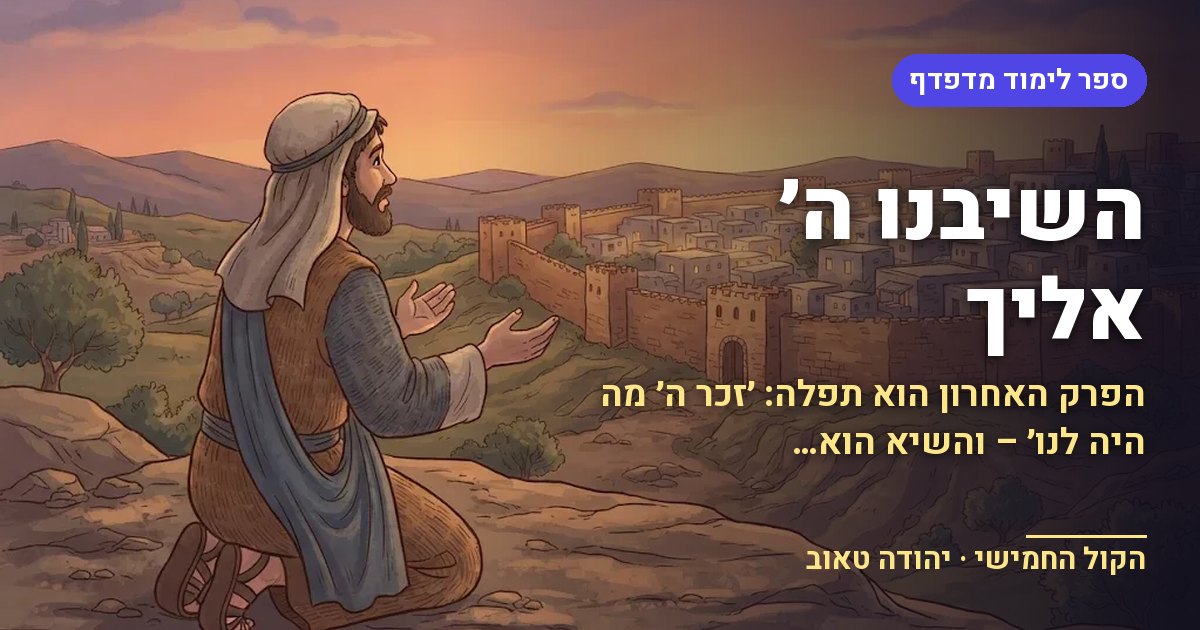 ספר לימוד מדפדף
השיבנו ה׳
אליך
הפרק האחרון הוא תפלה: ׳זכר ה׳ מה
היה לנו׳ – והשיא הוא...
הקול החמישי · יהודה טאוב